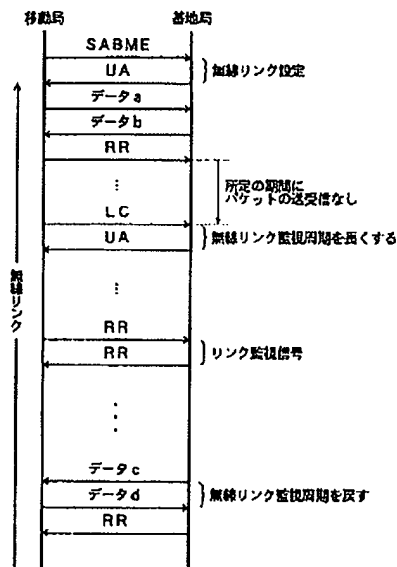 移動局 基地局
SABME
UA
無線リンク設定
データa
データb
RR
所定の期間に
パケットの送受信なし
LC
UA
無線リンク監視周期を長くする
無線リンク
RR
RR
リンク監視信号
データc
データd
無線リンク監視周期を戻す
RR